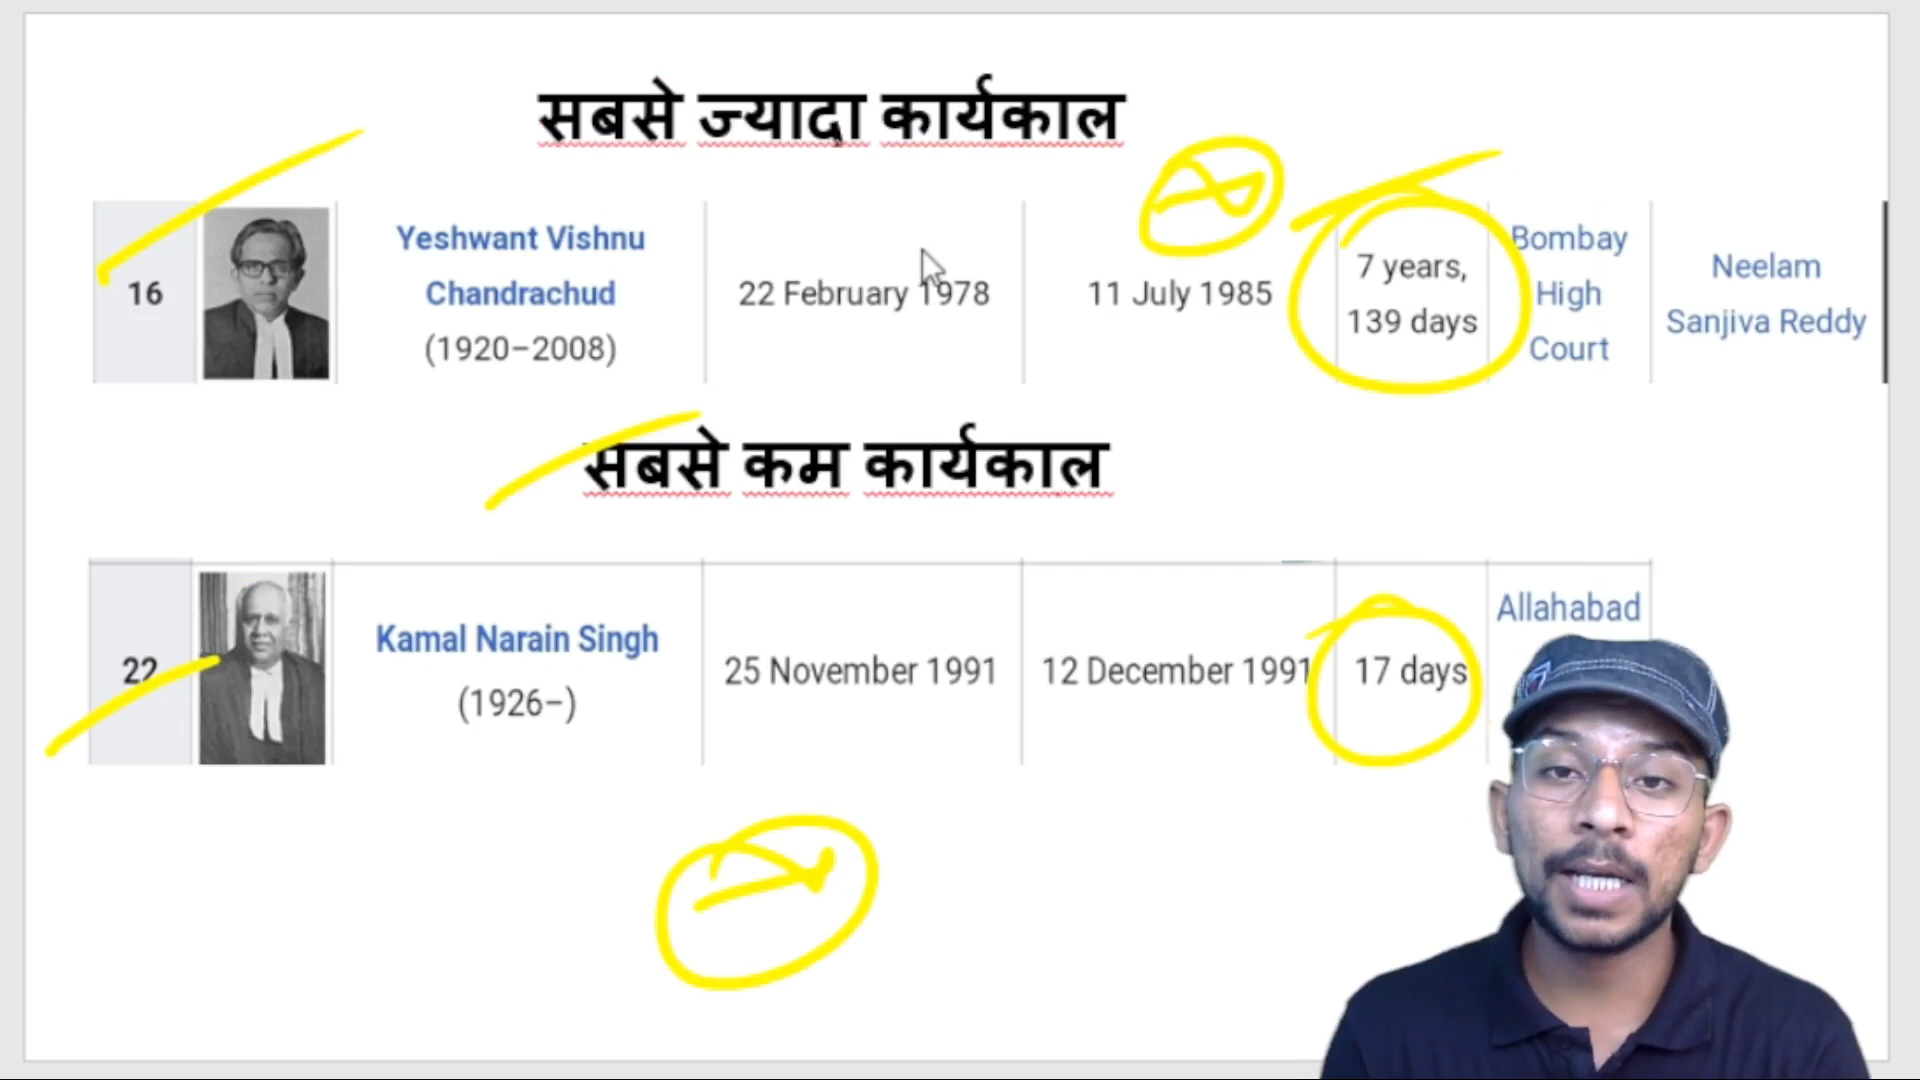 सबसे ज्यादा कार्यकाल
16
Yeshwant Vishnu
Chandrachud
(1920–2008)
22 February 1978
11 July 1985
7 years,
139 days
Bombay
High
Court
Neelam
Sanjiva Reddy
सबसे कम कार्यकाल
22
Kamal Narain Singh
(1926–)
25 November 1991
12 December 1991
17 days
Allahabad